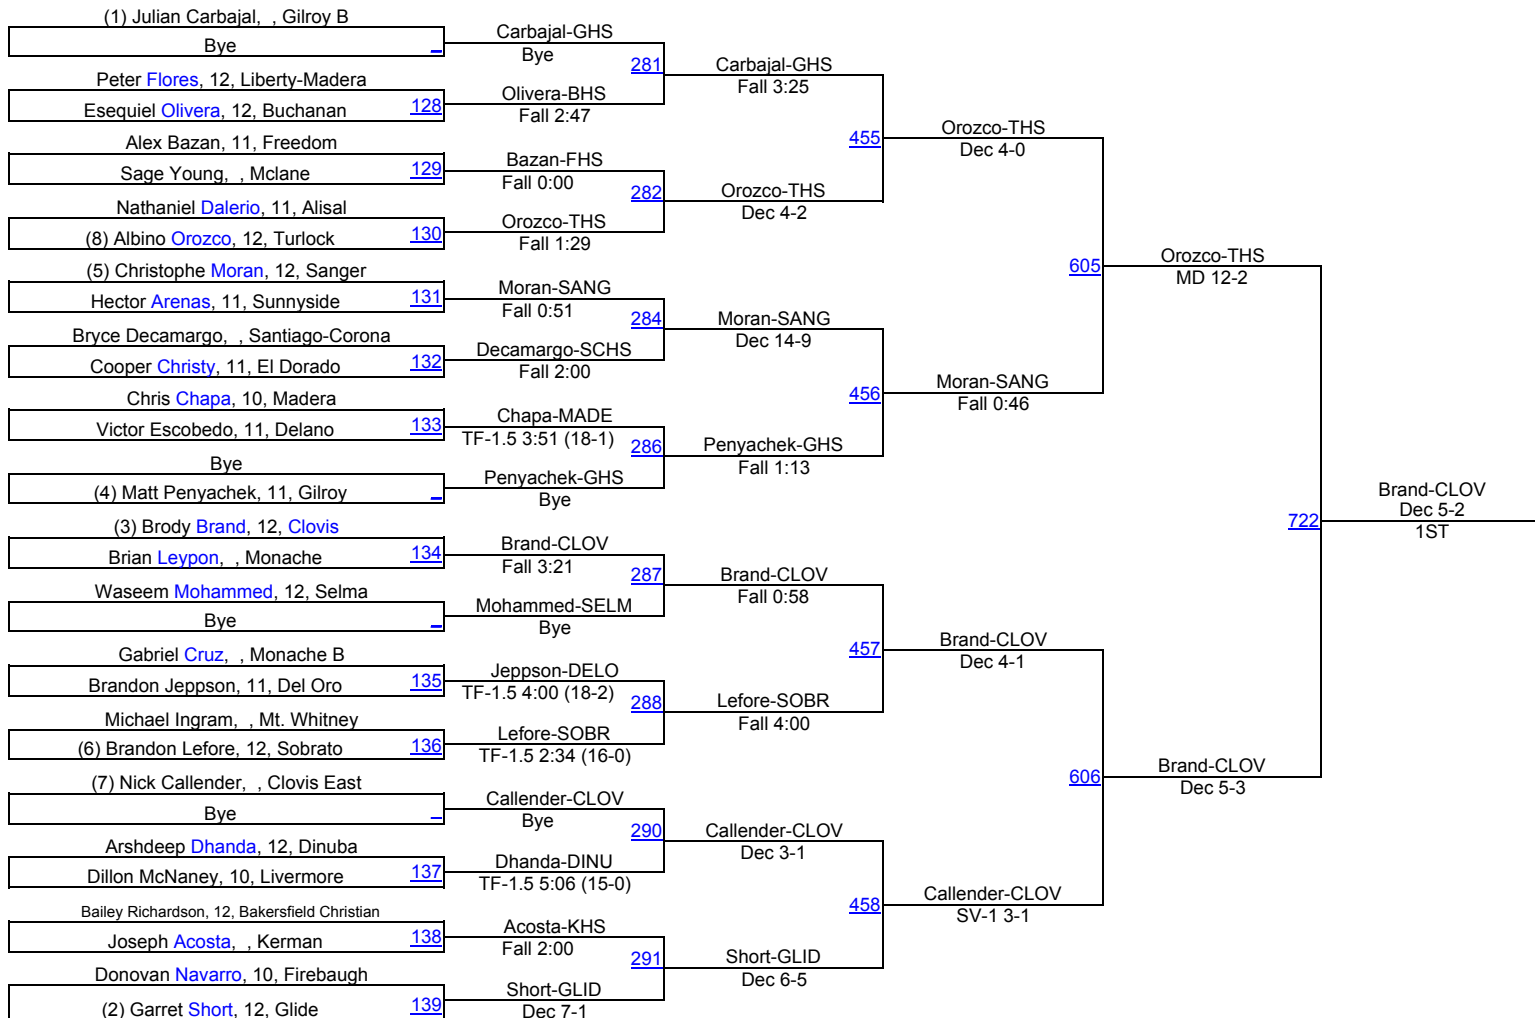 (1) Julian Carbajal,  , Gilroy B
Bye
Peter Flores, 12, Liberty-Madera
Esequiel Olivera, 12, Buchanan
128
Alex Bazan, 11, Freedom
Sage Young,  , Mclane
129
Nathaniel Dalerio, 11, Alisal
(8) Albino Orozco, 12, Turlock
130
(5) Christophe Moran, 12, Sanger
Hector Arenas, 11, Sunnyside
131
Bryce Decamargo,  , Santiago-Corona
Cooper Christy, 11, El Dorado
132
Chris Chapa, 10, Madera
Victor Escobedo, 11, Delano
133
Bye
(4) Matt Penyachek, 11, Gilroy
(3) Brody Brand, 12, Clovis
Brian Leypon,  , Monache
134
Waseem Mohammed, 12, Selma
Bye
Gabriel Cruz,  , Monache B
Brandon Jeppson, 11, Del Oro
135
Michael Ingram,  , Mt. Whitney
(6) Brandon Lefore, 12, Sobrato
136
(7) Nick Callender,  , Clovis East
Bye
Arshdeep Dhanda, 12, Dinuba
Dillon McNaney, 10, Livermore
137
Bailey Richardson, 12, Bakersfield Christian
Joseph Acosta,  , Kerman
138
Donovan Navarro, 10, Firebaugh
(2) Garret Short, 12, Glide
139
Carbajal-GHS
Bye
281
Olivera-BHS
Fall 2:47
Bazan-FHS
Fall 0:00
282
Orozco-THS
Fall 1:29
Moran-SANG
Fall 0:51
284
Decamargo-SCHS
Fall 2:00
Chapa-MADE
TF-1.5 3:51 (18-1)
286
Penyachek-GHS
Bye
Brand-CLOV
Fall 3:21
287
Mohammed-SELM
Bye
Jeppson-DELO
TF-1.5 4:00 (18-2)
288
Lefore-SOBR
TF-1.5 2:34 (16-0)
Callender-CLOV
Bye
290
Dhanda-DINU
TF-1.5 5:06 (15-0)
Acosta-KHS
Fall 2:00
291
Short-GLID
Dec 7-1
Carbajal-GHS
Fall 3:25
455
Orozco-THS
Dec 4-2
Moran-SANG
Dec 14-9
456
Penyachek-GHS
Fall 1:13
Brand-CLOV
Fall 0:58
457
Lefore-SOBR
Fall 4:00
Callender-CLOV
Dec 3-1
458
Short-GLID
Dec 6-5
Orozco-THS
Dec 4-0
605
Moran-SANG
Fall 0:46
Brand-CLOV
Dec 4-1
606
Callender-CLOV
SV-1 3-1
Orozco-THS
MD 12-2
722
Brand-CLOV
Dec 5-3
Brand-CLOV
Dec 5-2
1ST